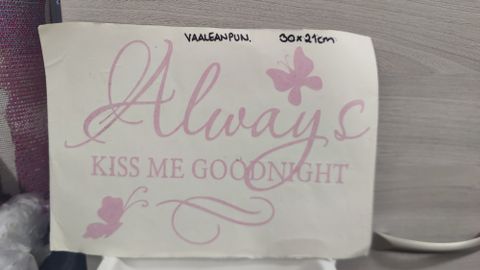 VAALEANPUN. 30x21cm
Always
KISS ME GOODNIGHT